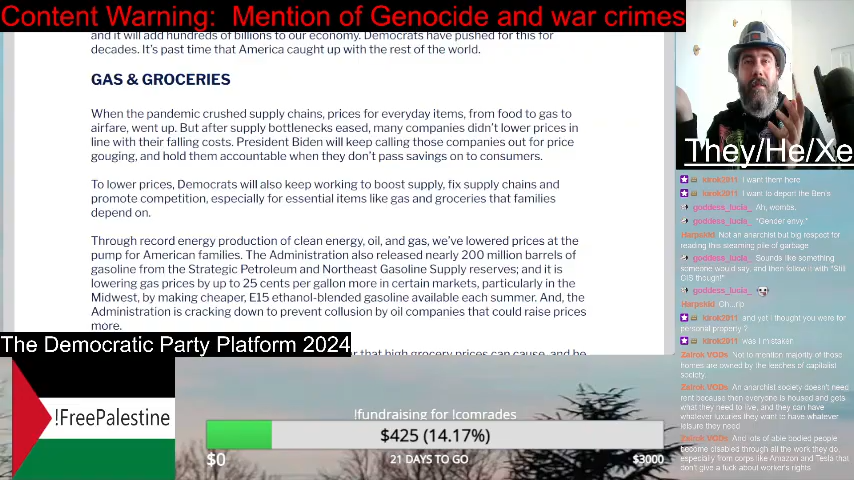 Content Warning:  Mention of Genocide and war crimes
and it will add hundreds of billions to our economy. Democrats have pushed for this for
decades. It's past time that America caught up with the rest of the world.
GAS & GROCERIES
When the pandemic crushed supply chains, prices for everyday items, from food to gas to
airfare, went up. But after supply bottlenecks eased, many companies didn't lower prices in
line with their falling costs. President Biden will keep calling those companies out for price
gouging, and hold them accountable when they don't pass savings on to consumers.
To lower prices, Democrats will also keep working to boost supply, fix supply chains and
promote competition, especially for essential items like gas and groceries that families
depend on.
Through record energy production of clean energy, oil, and gas, we've lowered prices at the
pump for American families. The Administration also released nearly 200 million barrels of
gasoline from the Strategic Petroleum and Northeast Gasoline Supply reserves; and it is
lowering gas prices by up to 25 cents per gallon more in certain markets, particularly in the
Midwest, by making cheaper, E15 ethanol-blended gasoline available each summer. And, the
Administration is cracking down to prevent collusion by oil companies that could raise prices
more.
that high grocery prices can cause, and be
The Democratic Party Platform 2024
They/He/Xe
kirok2911 I want them here
kirok2911 I want to deport the Ben's
goddess_lucia_ Ah, wombs.
goddess_lucia_ "Gender envy."
Harpskid Not an anarchist but big respect for
reading this steaming pile of garbage
goddess_lucia_ Sounds like something
someone would say, and then follow it with "Still
CIS though!"
goddess_lucia_
Harpskid Oh...np
kirok2911 and yet i thought you were for
personal property ?
kirok2911 was I mistaken
Zairok VODs Not to mention majority of those
homes are owned by the leeches of capitalist
society
Zairok VODs An anarchist society doesn't need
rent because then everyone is housed and gets
what they need to live, and they can have
whatever luxuries they want to have whatever
leisures they need
Zairok VODs And lots of able bodied people
become disabled through all the work they do,
especially from corps like Amazon and Tesla that
don't give a fuck about worker's rights
!FreePalestine
!fundraising for !comrades
$425 (14.17%)
$0
21 DAYS TO GO
$3000